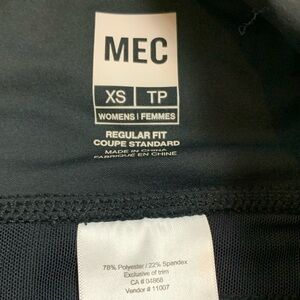 MEC
XS TP
WOMENS | FEMMES
REGULAR FIT
COUPE STANDARD
MADE IN CHINA
FABRIQUÉ EN CHINE
78% Polyester / 22% Spandex
Exclusive of trim
CA # 04868
Vendor # 11007